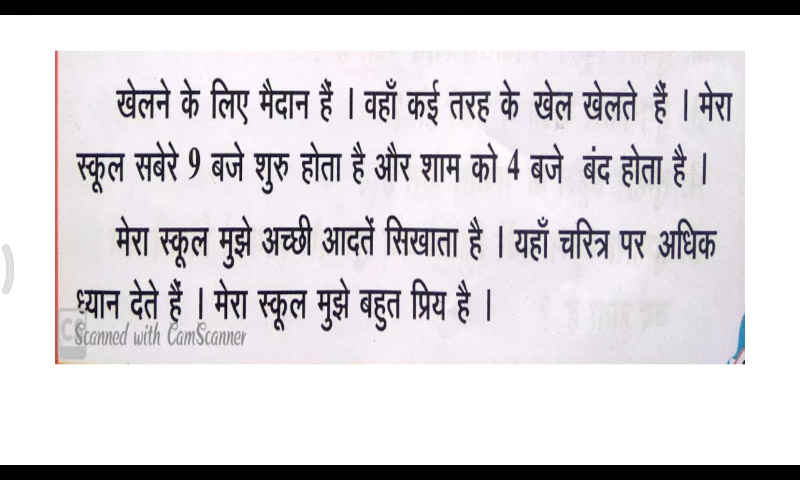 खेलने के लिए मैदान हैं । वहाँ कई तरह के खेल खेलते हैं । मेरा
स्कूल सबेरे 9 बजे शुरु होता है और शाम को 4 बजे बंद होता है ।
मेरा स्कूल मुझे अच्छी आदतें सिखाता है । यहाँ चरित्र पर अधिक
ध्यान देते हैं । मेरा स्कूल मुझे बहुत प्रिय है ।
CS
Scanned with CamScanner